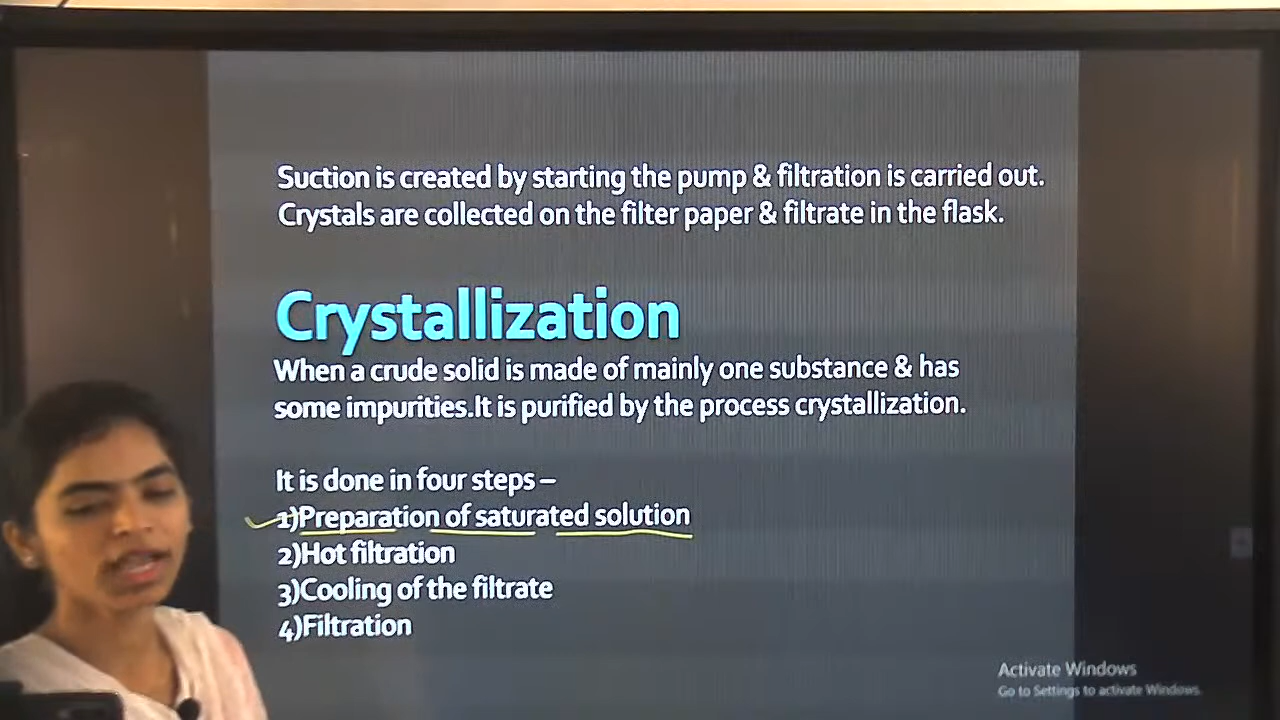 Suction is created by starting the pump & filtration is carried out.
Crystals are collected on the filter paper & filtrate in the flask.
Crystallization
When a crude solid is made of mainly one substance & has
some impurities.It is purified by the process crystallization.
It is done in four steps –
1)Preparation of saturated solution
2)Hot filtration
3)Cooling of the filtrate
4)Filtration
Activate Windows
Go to Settings to activate Windows.